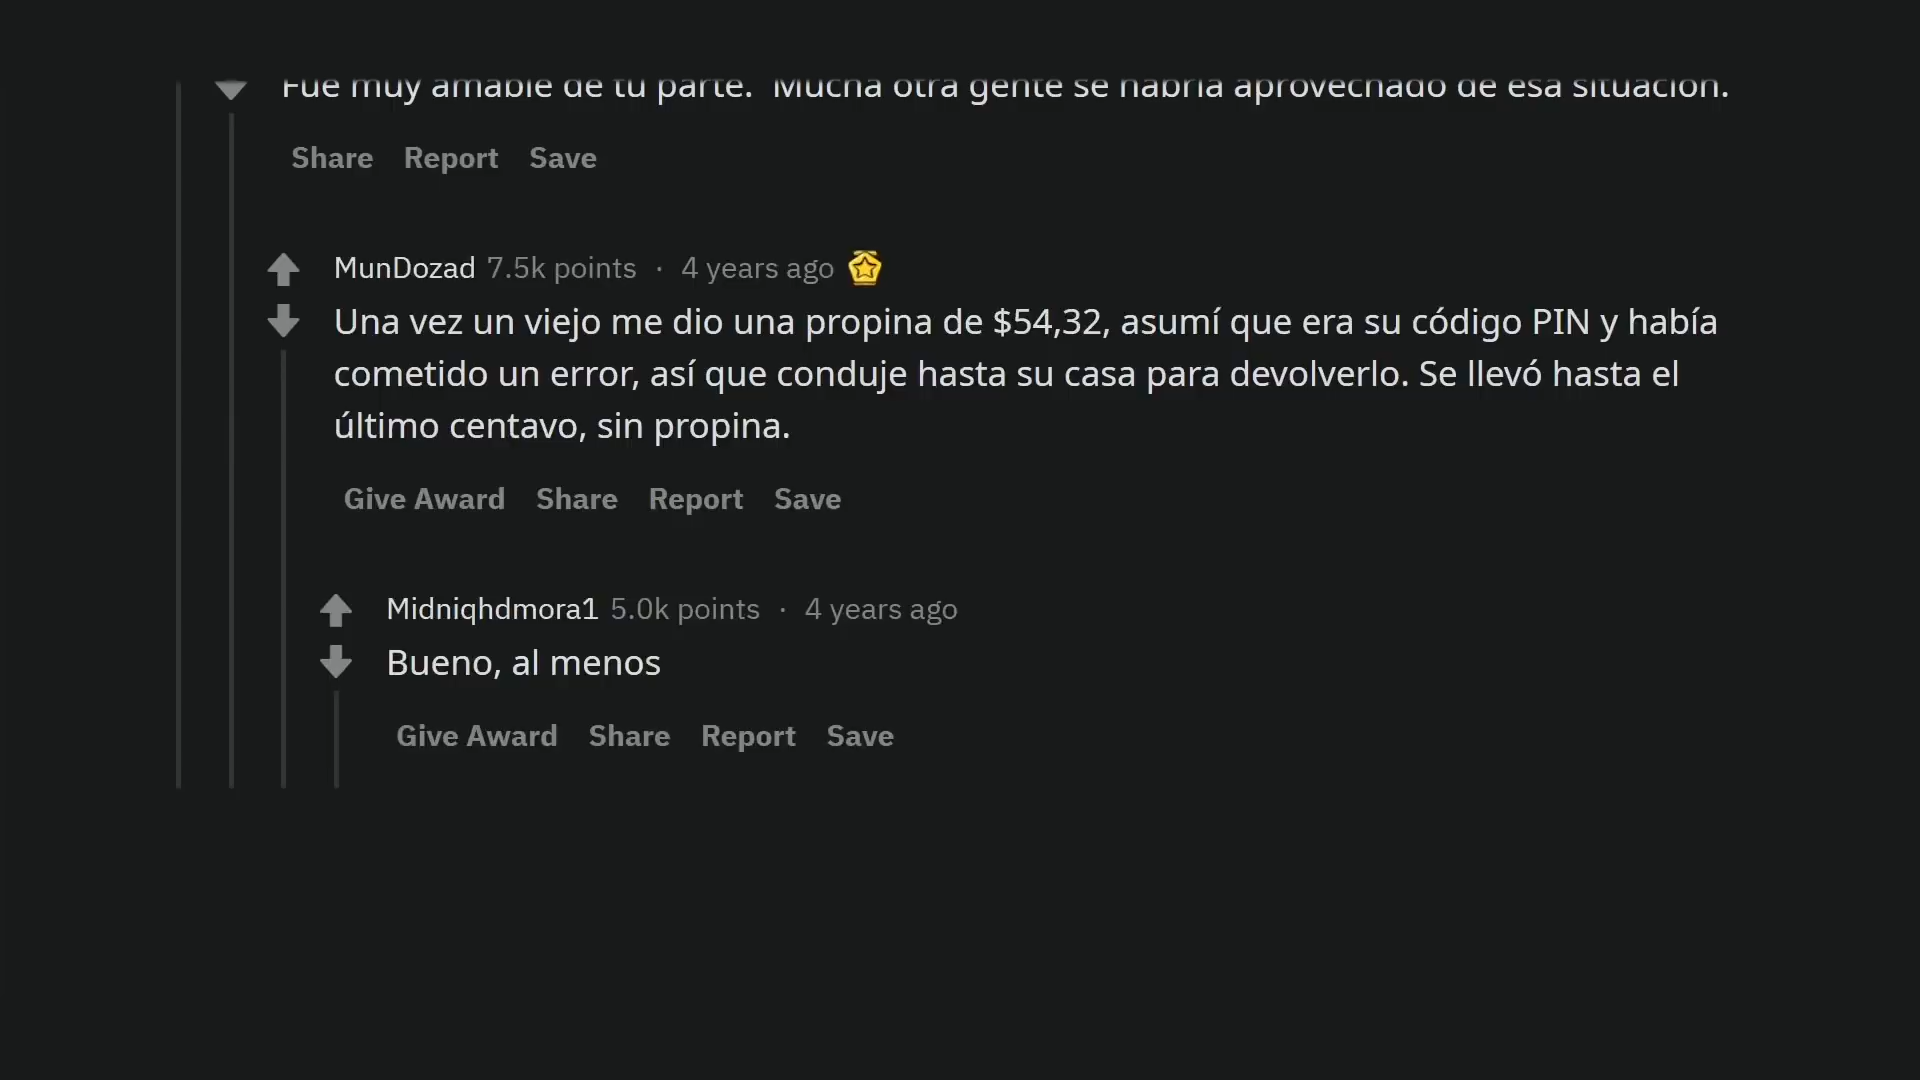 Fue muy amable de tu parte.  Mucha otra gente se habría aprovechado de esa situación.
Share Report Save
MunDozad 7.5k points · 4 years ago
Una vez un viejo me dio una propina de $54,32, asumí que era su código PIN y había
cometido un error, así que conduje hasta su casa para devolverlo. Se llevó hasta el
último centavo, sin propina.
Give Award Share Report Save
Midniqhdmora1 5.0k points · 4 years ago
Bueno, al menos
Give Award Share Report Save